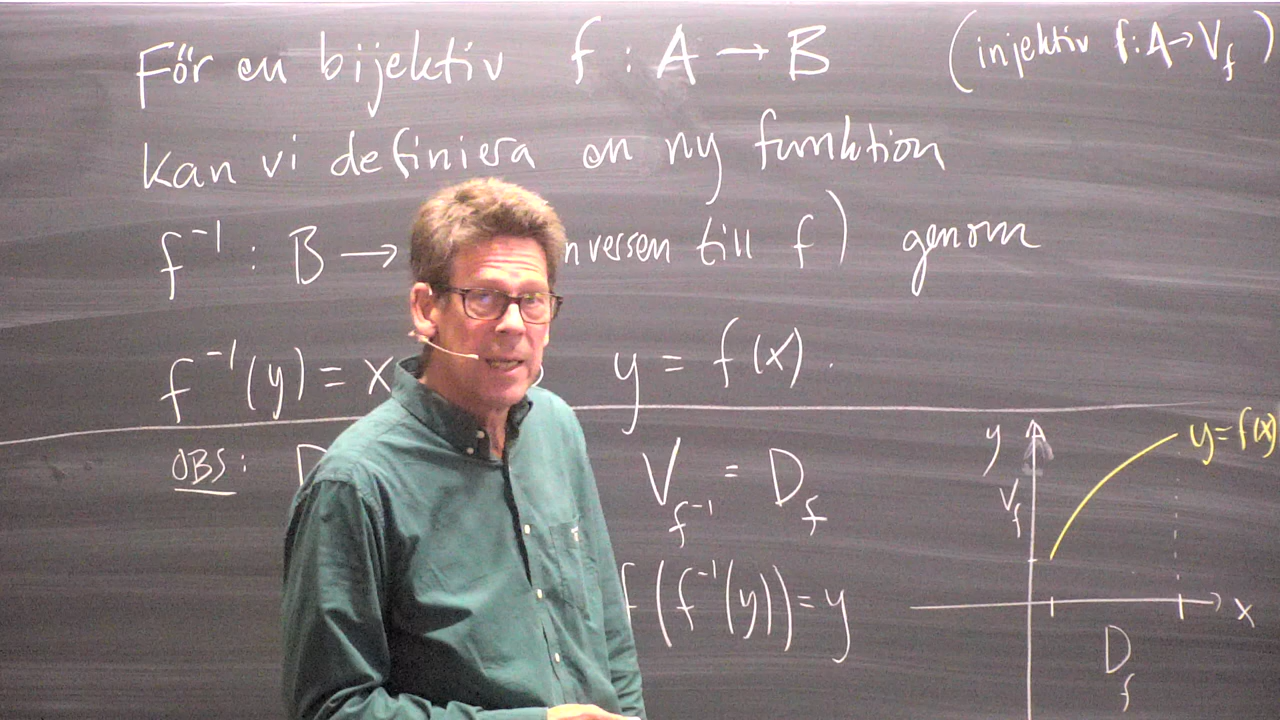 För en bijektiv f : A → B (injektiv f: A → V_f)
kan vi definiera en ny funktion
f⁻¹ : B → nversen till f) genom
f⁻¹(y) = x y = f(x).
OBS: D V_f⁻¹ = D_f
f(f⁻¹(y)) = y
y
y = f(x)
V_f
x
D_f